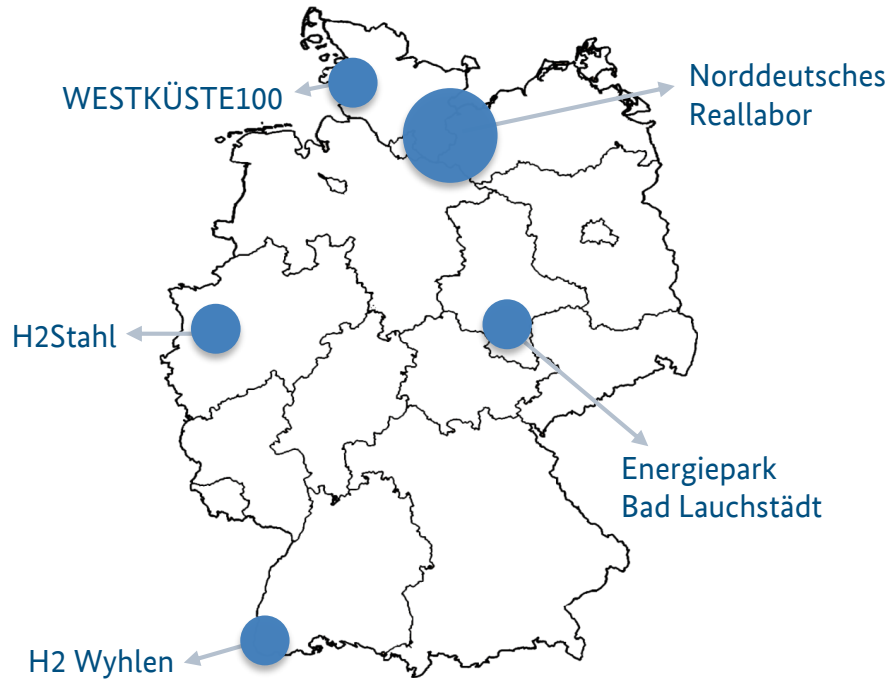 WESTKÜSTE100
Norddeutsches
Reallabor
H2Stahl
Energiepark
Bad Lauchstädt
H2 Wyhlen